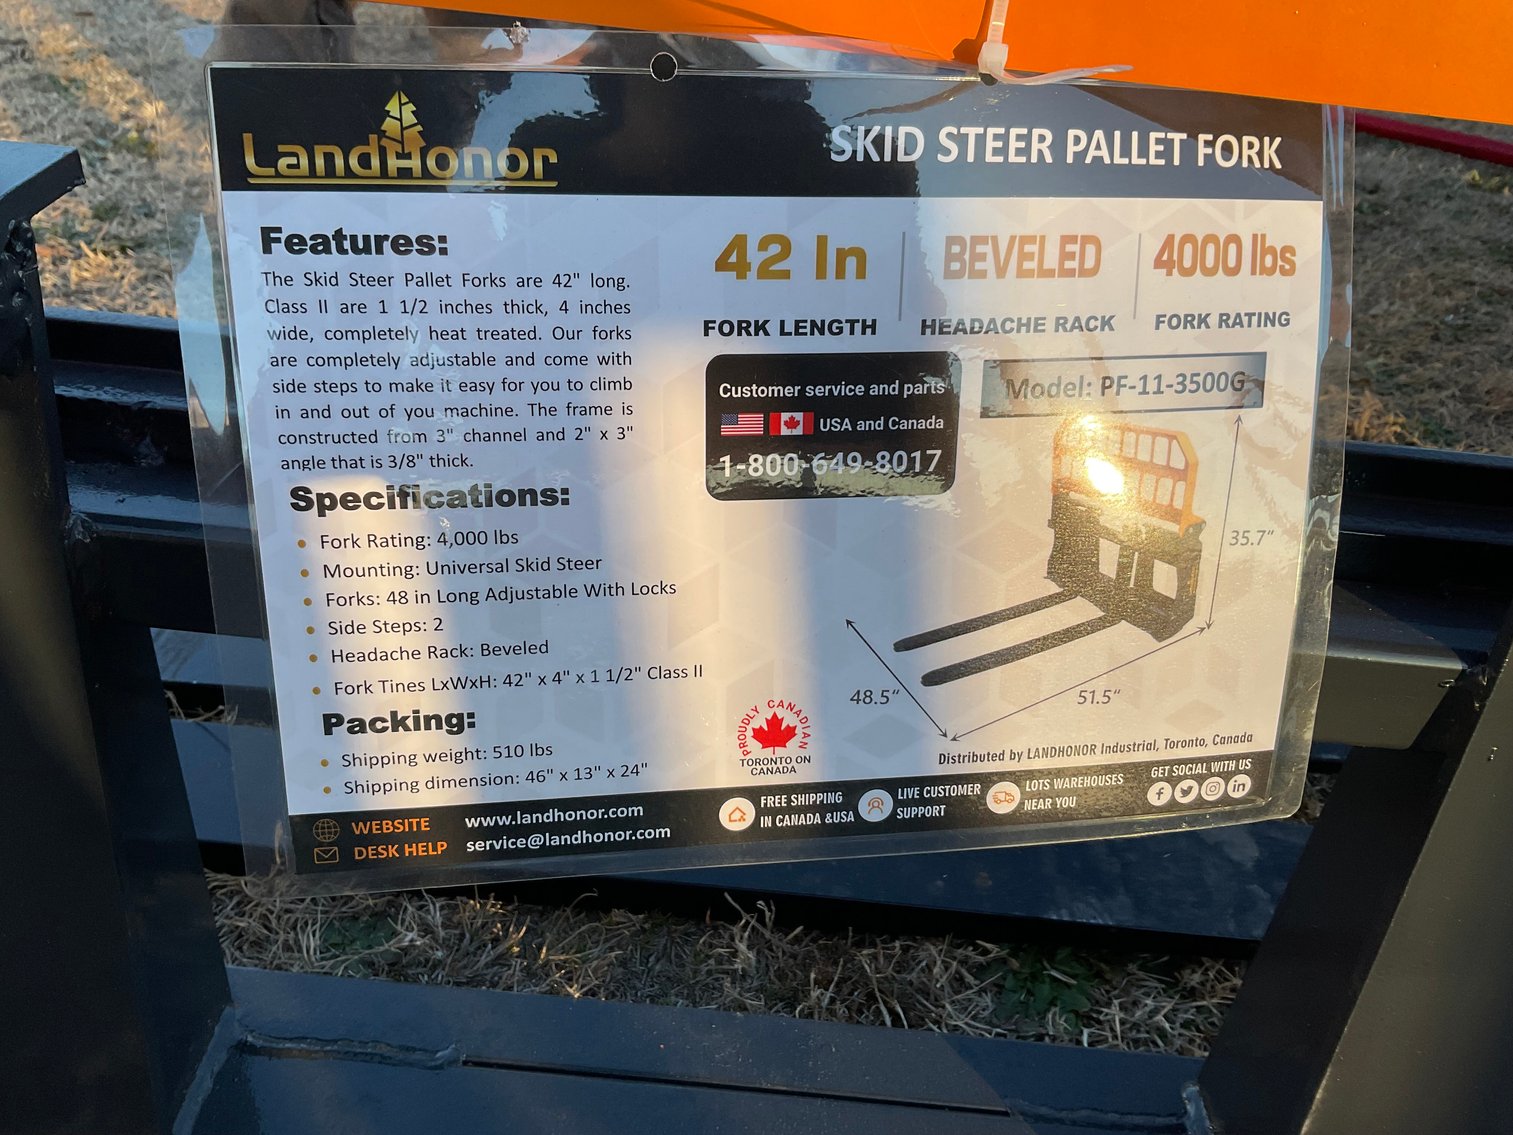 LandHonor
SKID STEER PALLET FORK
Features:
The Skid Steer Pallet Forks are 42" long.
Class II are 1 1/2 inches thick, 4 inches
wide, completely heat treated. Our forks
are completely adjustable and come with
side steps to make it easy for you to climb
in and out of you machine. The frame is
constructed from 3" channel and 2" x 3"
angle that is 3/8" thick.
42 In
FORK LENGTH
BEVELED
HEADACHE RACK
4000 lbs
FORK RATING
Customer service and parts
USA and Canada
1-800-649-8017
Model: PF-11-3500G
35.7"
48.5"
51.5"
Specifications:
• Fork Rating: 4,000 lbs
• Mounting: Universal Skid Steer
• Forks: 48 in Long Adjustable With Locks
• Side Steps: 2
• Headache Rack: Beveled
• Fork Tines LxWxH: 42" x 4" x 1 1/2" Class II
Packing:
• Shipping weight: 510 lbs
• Shipping dimension: 46" x 13" x 24"
PROUDLY CANADIAN
TORONTO ON
CANADA
Distributed by LANDHONOR Industrial, Toronto, Canada
WEBSITE www.landhonor.com
DESK HELP service@landhonor.com
FREE SHIPPING
IN CANADA &USA
LIVE CUSTOMER
SUPPORT
LOTS WAREHOUSES
NEAR YOU
GET SOCIAL WITH US